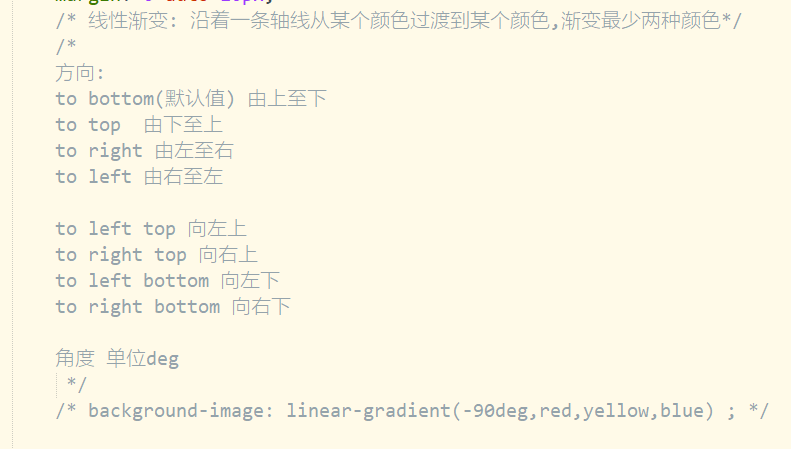 /* 线性渐变: 沿着一条轴线从某个颜色过渡到某个颜色,渐变最少两种颜色*/
/*
方向:
to bottom(默认值) 由上至下
to top  由下至上
to right 由左至右
to left 由右至左
to left top 向左上
to right top 向右上
to left bottom 向左下
to right bottom 向右下
角度 单位deg
*/
/* background-image: linear-gradient(-90deg,red,yellow,blue) ; */